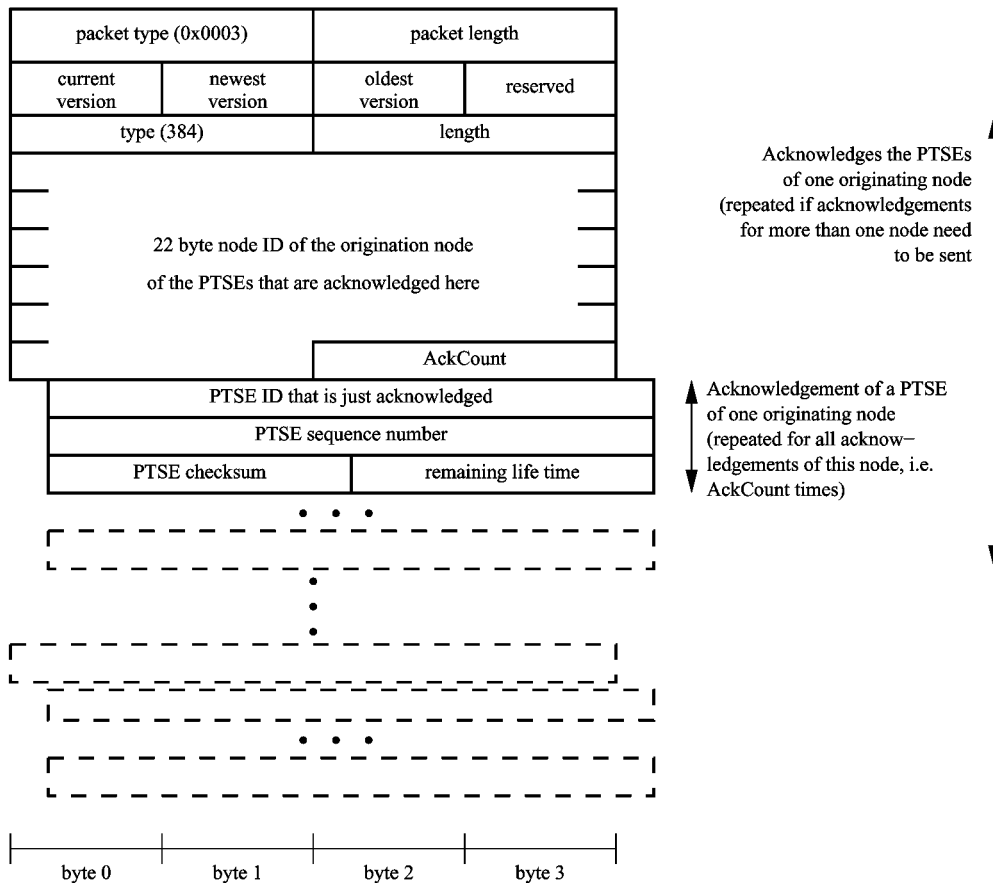 packet type (0x0003)
packet length
current
version
newest
version
oldest
version
reserved
type (384)
length
22 byte node ID of the origination node
of the PTSEs that are acknowledged here
AckCount
Acknowledges the PTSEs
of one originating node
(repeated if acknowledgements
for more than one node need
to be sent
PTSE ID that is just acknowledged
PTSE sequence number
PTSE checksum
remaining life time
Acknowledgement of a PTSE
of one originating node
(repeated for all acknow−
ledgements of this node, i.e.
AckCount times)
byte 0
byte 1
byte 2
byte 3